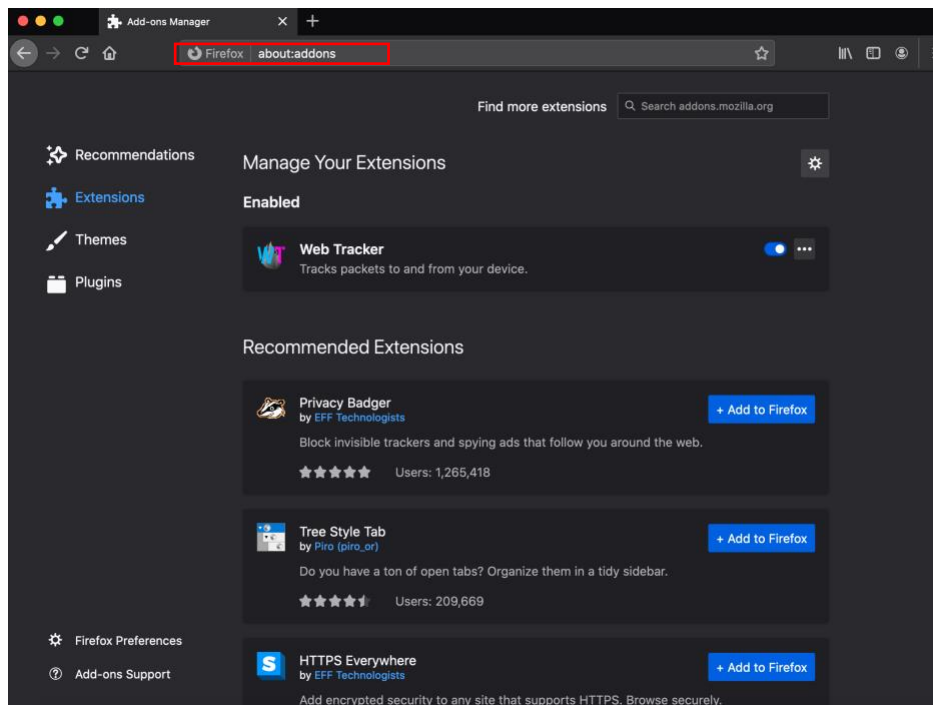 Add-ons Manager
Firefox about:addons
Find more extensions Search addons.mozilla.org
Recommendations
Extensions
Themes
Plugins
Manage Your Extensions
Enabled
Web Tracker
Tracks packets to and from your device.
Recommended Extensions
Privacy Badger
by EFF Technologists
+ Add to Firefox
Block invisible trackers and spying ads that follow you around the web.
Users: 1,265,418
Tree Style Tab
by Piro (piro_or)
+ Add to Firefox
Do you have a ton of open tabs? Organize them in a tidy sidebar.
Users: 209,669
HTTPS Everywhere
by EFF Technologists
+ Add to Firefox
Add encrypted security to any site that supports HTTPS. Browse securely.
Firefox Preferences
Add-ons Support